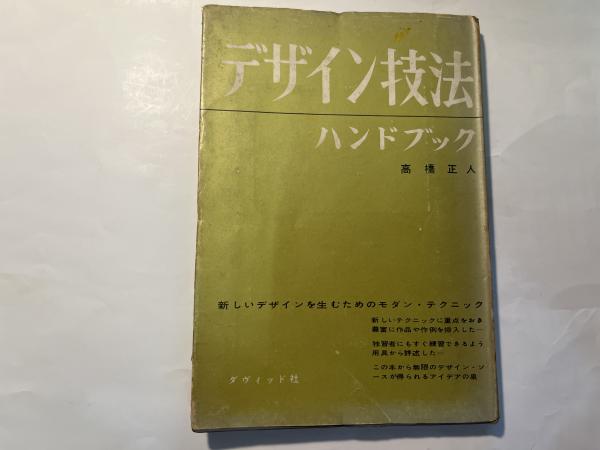 デザイン技法
ハンドブック
高橋正人
新しいデザインを生むためのモダン・テクニック
新しいテクニックに重点をおき
豊富に作品や作例を挿入した…
独習者にもすぐ練習できるよう
用具から詳述した…
この本から無限のデザイン・ソ
ースが得られるアイデアの泉
ダヴィッド社